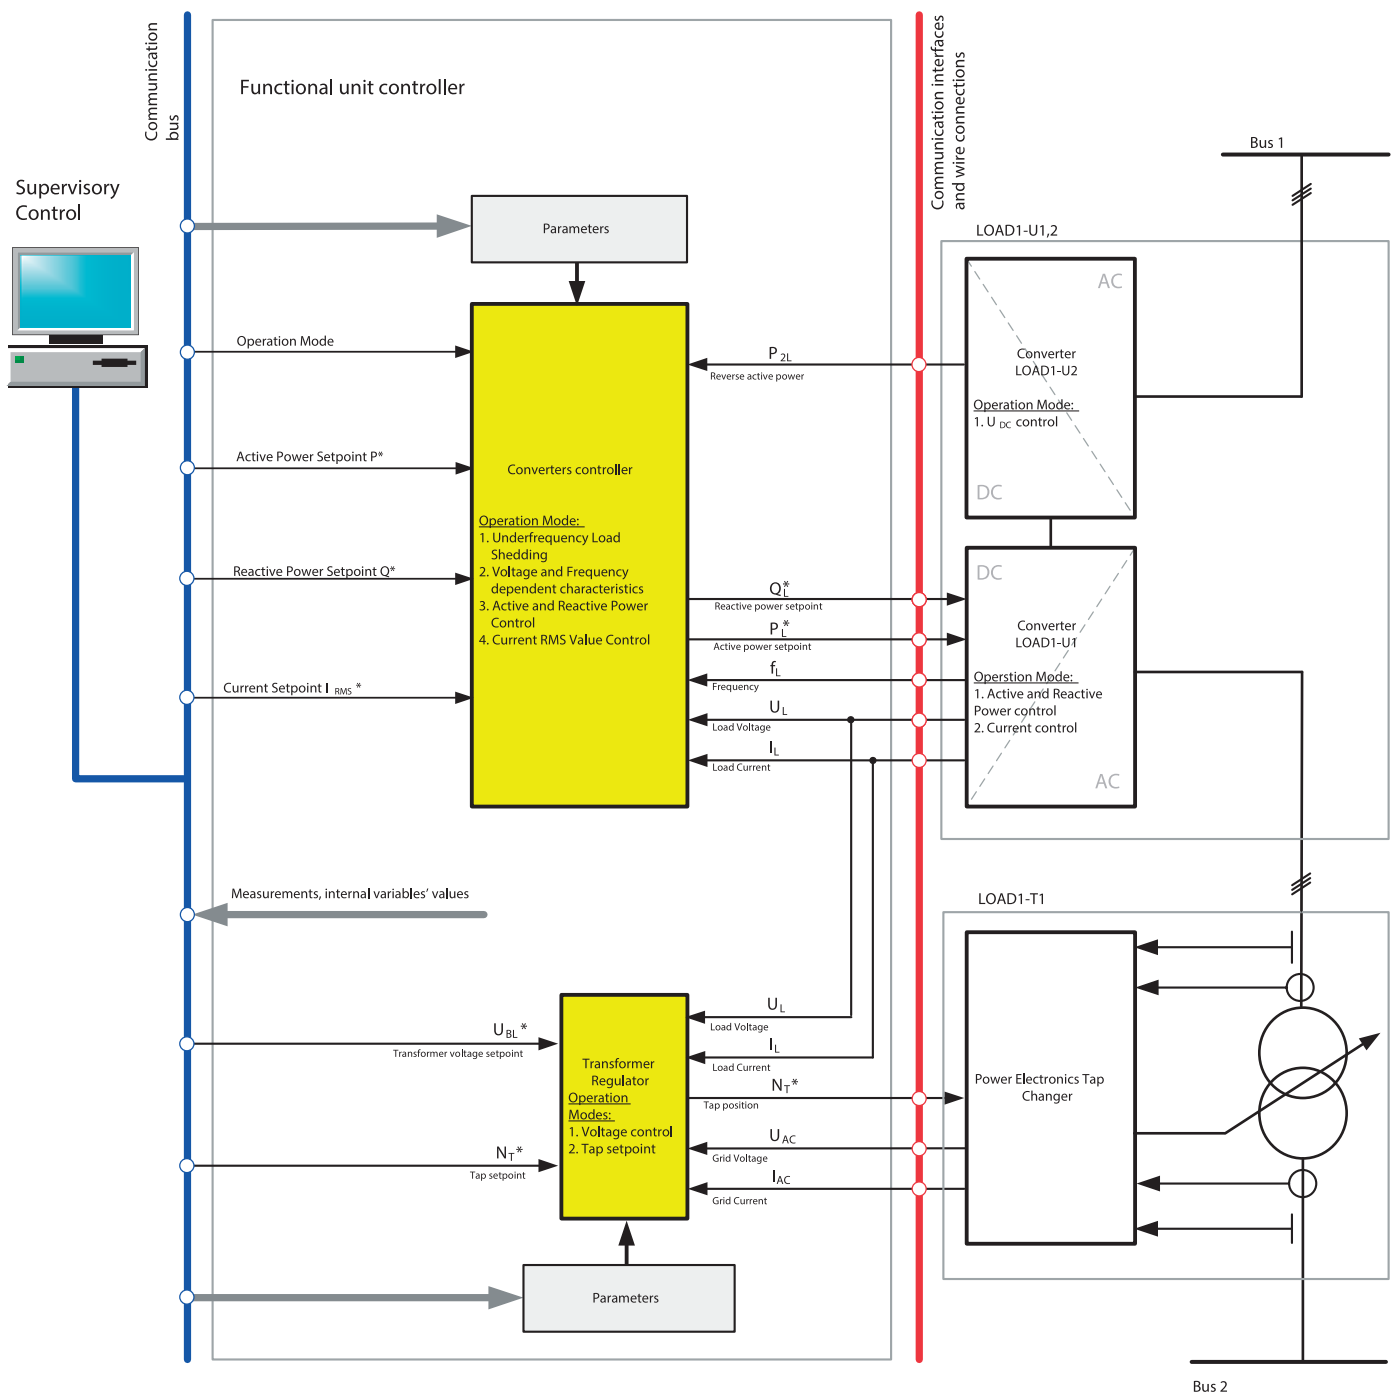 Communication
bus
Functional unit controller
Communication interfaces
and wire connections
Bus 1
Supervisory
Control
Parameters
LOAD1-U1,2
AC
Converter
LOAD1-U2
Operation Mode:
1. U DC control
DC
Operation Mode
P 2L
Reverse active power
Active Power Setpoint P*
Converters controller
Operation Mode:
1. Underfrequency Load
Shedding
2. Voltage and Frequency
dependent characteristics
3. Active and Reactive Power
Control
4. Current RMS Value Control
Reactive Power Setpoint Q*
Current Setpoint I RMS *
QL*
Reactive power setpoint
PL*
Active power setpoint
fL
Frequency
UL
Load Voltage
IL
Load Current
DC
Converter
LOAD1-U1
Operstion Mode:
1. Active and Reactive
Power control
2. Current control
AC
Measurements, internal variables' values
LOAD1-T1
UBL*
Transformer voltage setpoint
NT*
Tap setpoint
Transformer
Regulator
Operation
Modes:
1. Voltage control
2. Tap setpoint
UL
Load Voltage
IL
Load Current
NT*
Tap position
UAC
Grid Voltage
IAC
Grid Current
Power Electronics Tap
Changer
Parameters
Bus 2